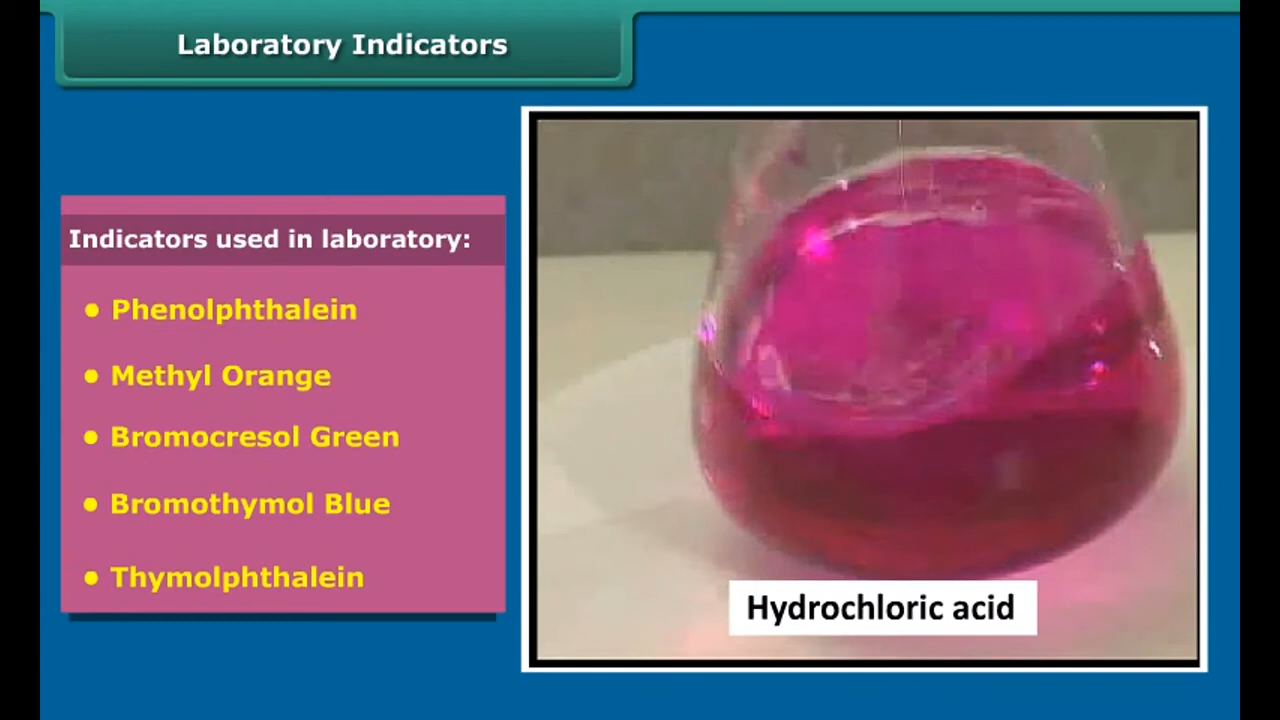 Laboratory Indicators
Indicators used in laboratory:
• Phenolphthalein
• Methyl Orange
• Bromocresol Green
• Bromothymol Blue
• Thymolphthalein
Hydrochloric acid